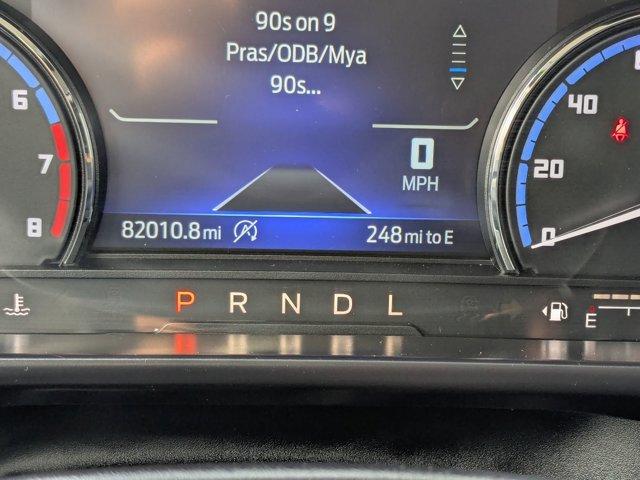 90s on 9
Pras/ODB/Mya
90s...
6
7
8
0
MPH
40
20
0
82010.8 mi
248 mi to E
P R N D L
E